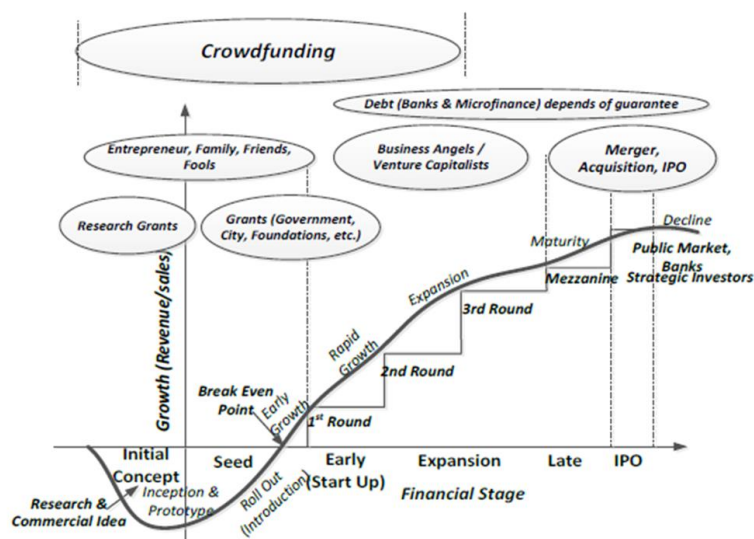 Crowdfunding
Debt (Banks & Microfinance) depends of guarantee
Entrepreneur, Family, Friends,
Fools
Business Angels /
Venture Capitalists
Merger,
Acquisition, IPO
Research Grants
Grants (Government,
City, Foundations, etc.)
Growth (Revenue/sales,
Decline
Maturity
Public Market,
Banks
Strategic Investors
Mezzanine
Expansion
3rd Round
Rapid
Growth
2nd Round
Break Even
Point
Early
Growth
1st Round
Initial
Concept
Seed
Early
(Start Up)
Expansion
Late
IPO
Financial Stage
Roll Out
(Introduction)
Inception &
Prototype
Research &
Commercial Idea